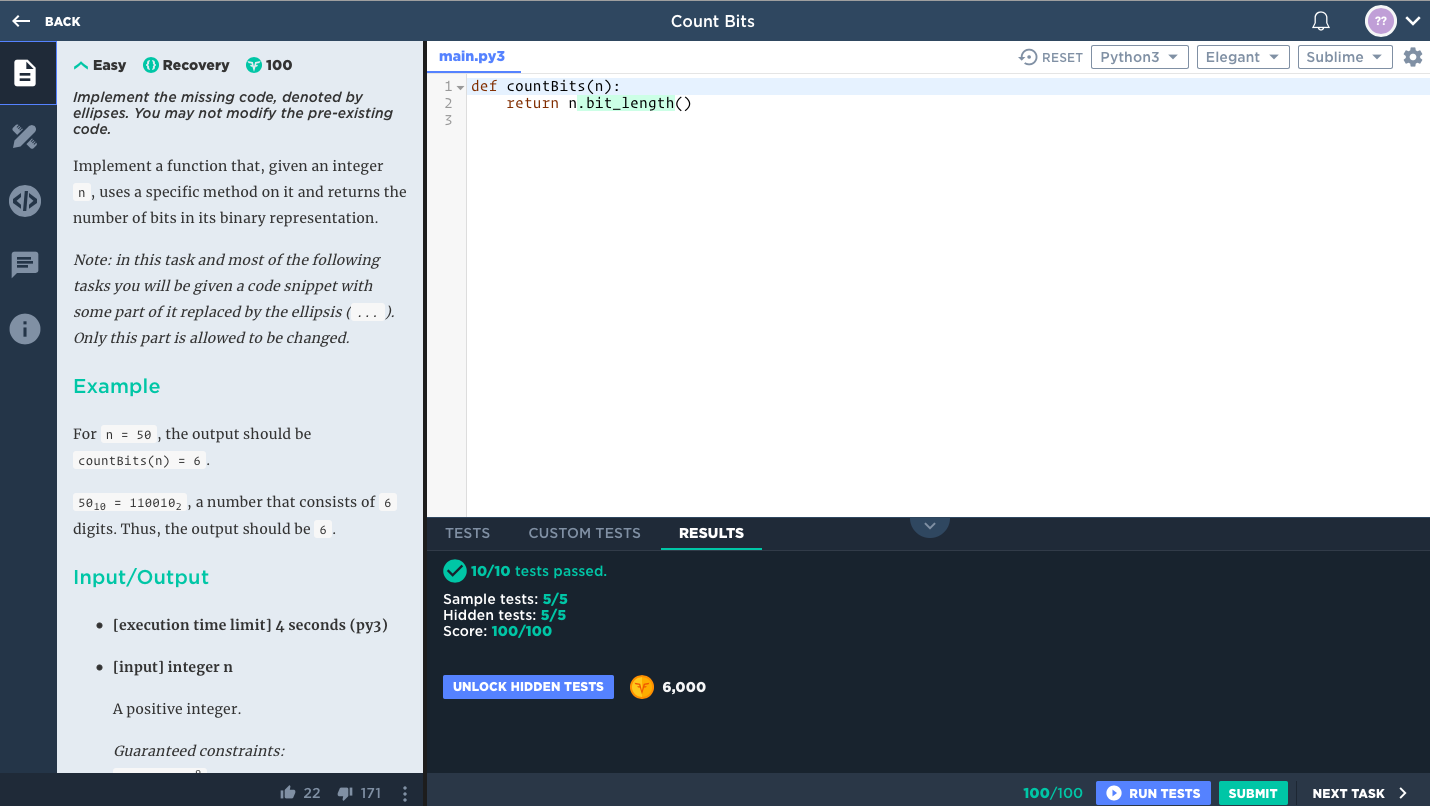 BACK
Count Bits
??
Easy Recovery 100
Implement the missing code, denoted by
ellipses. You may not modify the pre-existing
code.
Implement a function that, given an integer
n , uses a specific method on it and returns the
number of bits in its binary representation.
Note: in this task and most of the following
tasks you will be given a code snippet with
some part of it replaced by the ellipsis ( ... ).
Only this part is allowed to be changed.
Example
For n = 50 , the output should be
countBits(n) = 6 .
50₁₀ = 110010₂ , a number that consists of 6
digits. Thus, the output should be 6 .
Input/Output
• [execution time limit] 4 seconds (py3)
• [input] integer n
A positive integer.
Guaranteed constraints:
22 171
main.py3
RESET Python3 Elegant Sublime
1 def countBits(n):
2     return n.bit_length()
3
TESTS CUSTOM TESTS RESULTS
10/10 tests passed.
Sample tests: 5/5
Hidden tests: 5/5
Score: 100/100
UNLOCK HIDDEN TESTS 6,000
100/100 RUN TESTS SUBMIT NEXT TASK